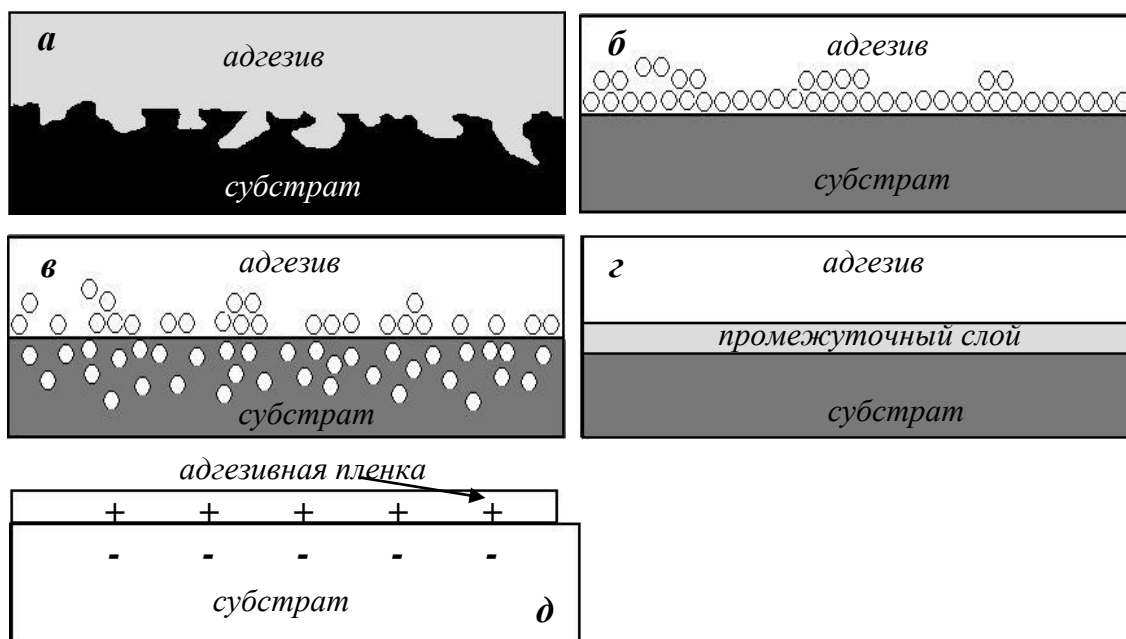 а
адгезив
субстрат
б
адгезив
субстрат
в
адгезив
субстрат
г
адгезив
промежуточный слой
субстрат
адгезивная пленка
+ + + + +
- - - - -
субстрат
д